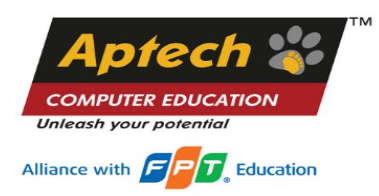 Aptech TM
COMPUTER EDUCATION
Unleash your potential
Alliance with FPT® Education